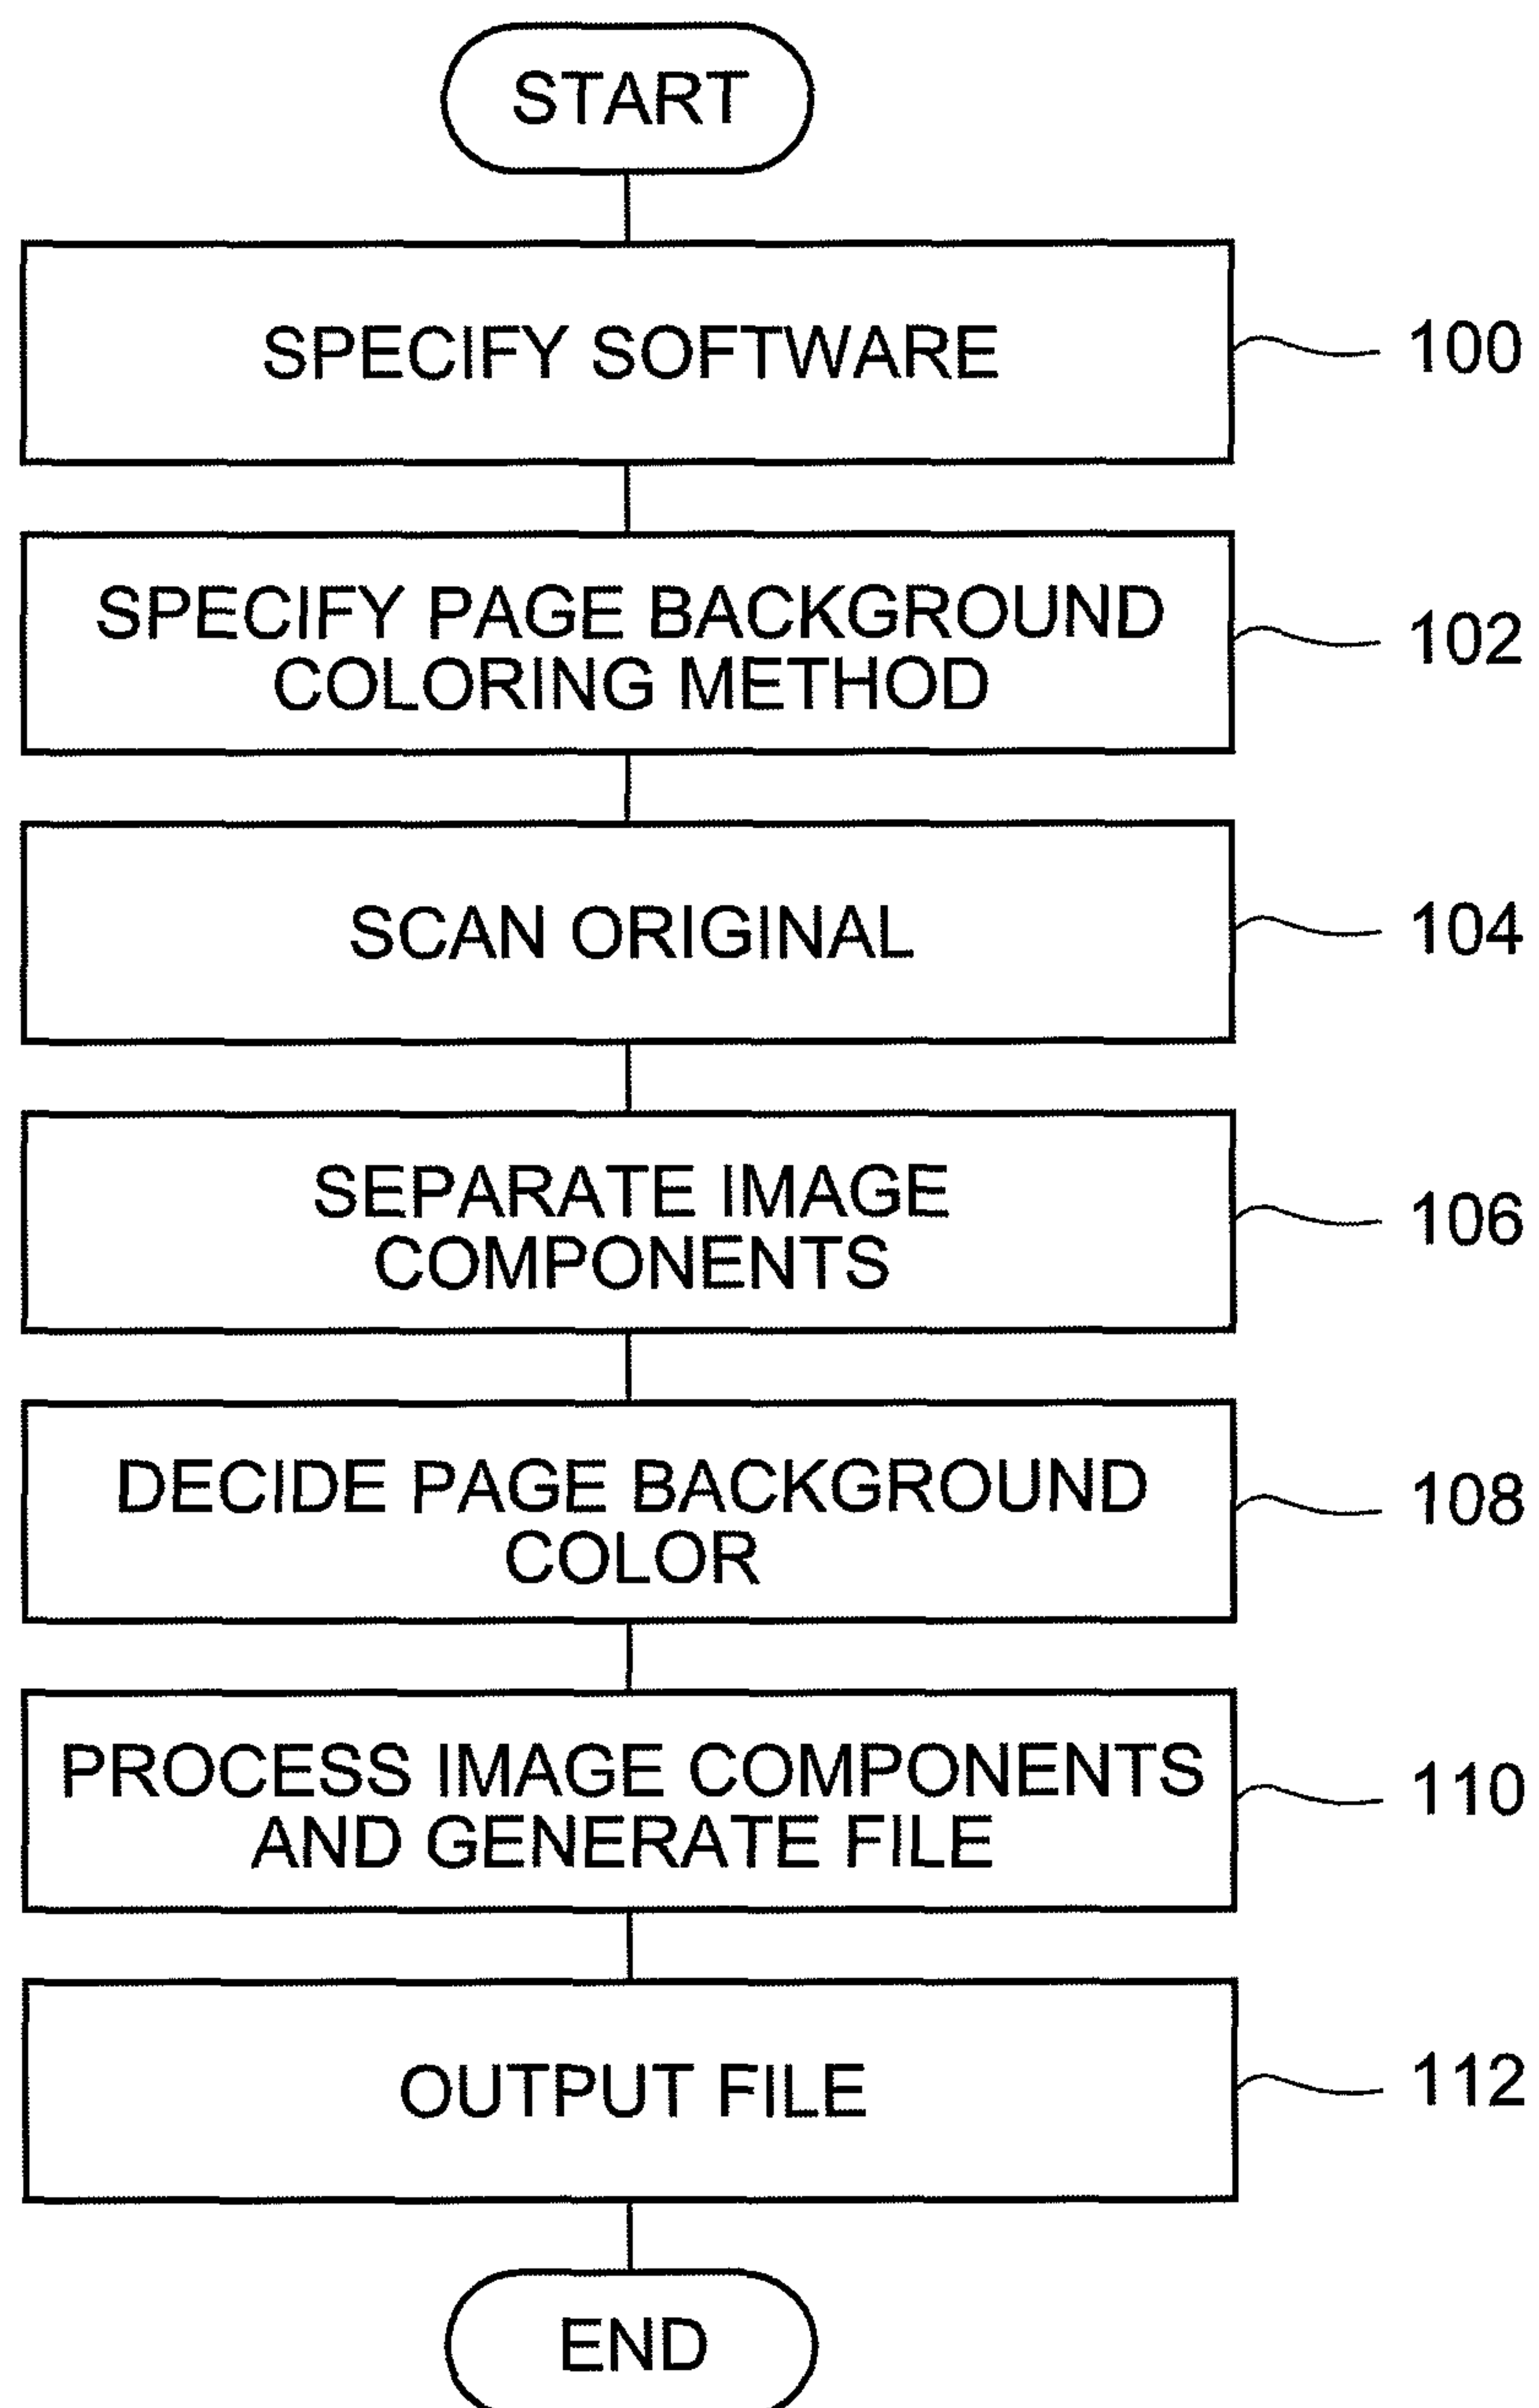 START
SPECIFY SOFTWARE
100
SPECIFY PAGE BACKGROUND
COLORING METHOD
102
SCAN ORIGINAL
104
SEPARATE IMAGE
COMPONENTS
106
DECIDE PAGE BACKGROUND
COLOR
108
PROCESS IMAGE COMPONENTS
AND GENERATE FILE
110
OUTPUT FILE
112
END